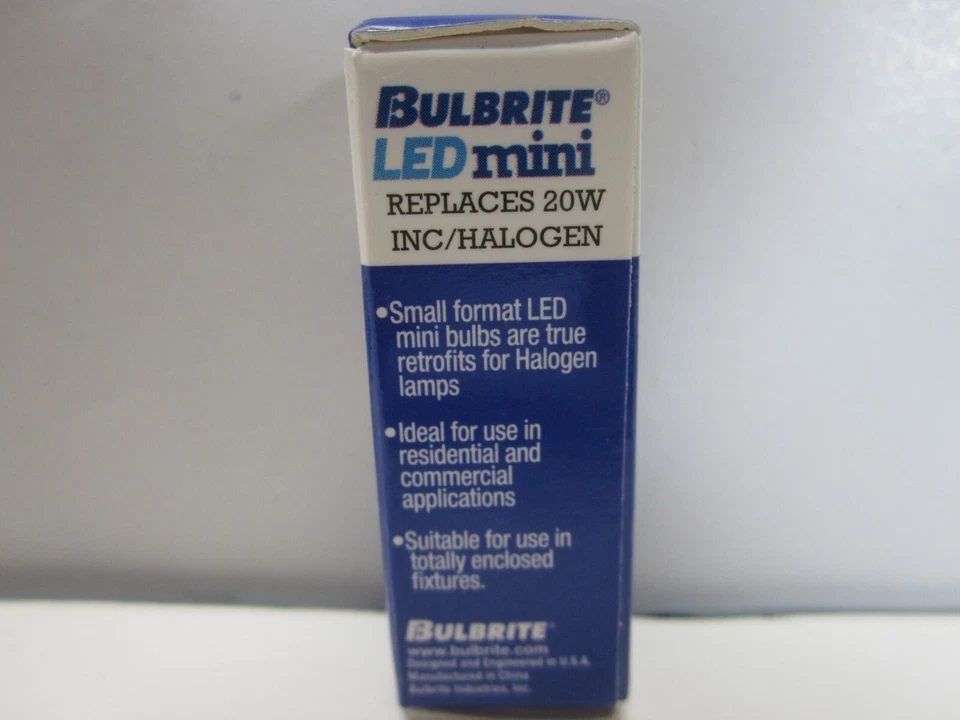 BULBRITE®
LED mini
REPLACES 20W
INC/HALOGEN
•Small format LED
mini bulbs are true
retrofits for Halogen
lamps
•Ideal for use in
residential and
commercial
applications
•Suitable for use in
totally enclosed
fixtures.
BULBRITE
www.bulbrite.com
Designed and Engineered in U.S.A.
Manufactured in China
Bulbrite Industries, Inc.